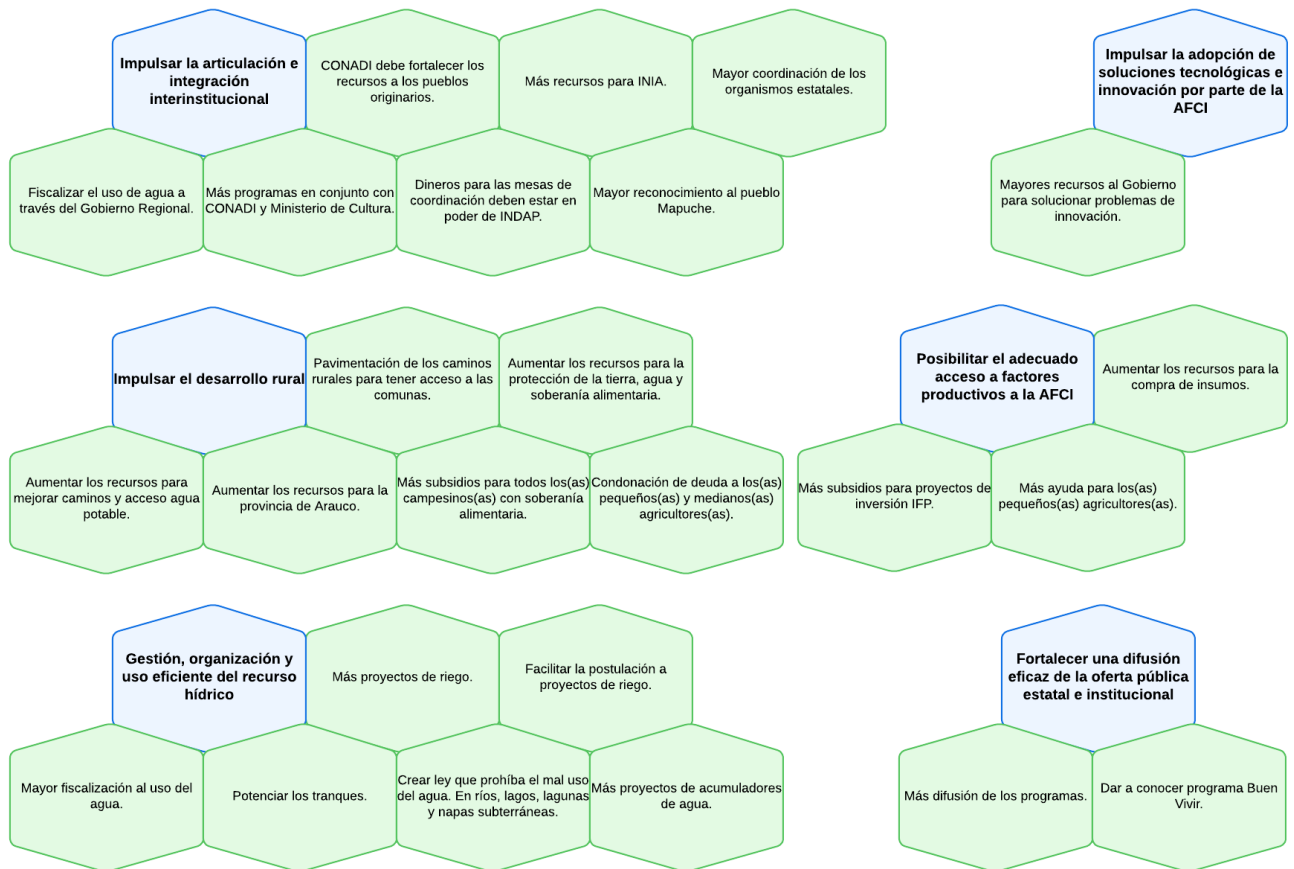 Impulsar la articulación e
integración
interinstitucional
CONADI debe fortalecer los
recursos a los pueblos
originarios.
Más recursos para INIA.
Mayor coordinación de los
organismos estatales.
Fiscalizar el uso de agua a
través del Gobierno Regional.
Más programas en conjunto con
CONADI y Ministerio de Cultura.
Dineros para las mesas de
coordinación deben estar en
poder de INDAP.
Mayor reconocimiento al pueblo
Mapuche.
Impulsar la adopción de
soluciones tecnológicas e
innovación por parte de la
AFCI
Mayores recursos al Gobierno
para solucionar problemas de
innovación.
Impulsar el desarrollo rural
Pavimentación de los caminos
rurales para tener acceso a las
comunas.
Aumentar los recursos para la
protección de la tierra, agua y
soberanía alimentaria.
Aumentar los recursos para
mejorar caminos y acceso agua
potable.
Aumentar los recursos para la
provincia de Arauco.
Más subsidios para todos los(as)
campesinos(as) con soberanía
alimentaria.
Condonación de deuda a los(as)
pequeños(as) y medianos(as)
agricultores(as).
Posibilitar el adecuado
acceso a factores
productivos a la AFCI
Aumentar los recursos para la
compra de insumos.
Más subsidios para proyectos de
inversión IFP.
Más ayuda para los(as)
pequeños(as) agricultores(as).
Gestión, organización y
uso eficiente del recurso
hídrico
Más proyectos de riego.
Facilitar la postulación a
proyectos de riego.
Mayor fiscalización al uso del
agua.
Potenciar los tranques.
Crear ley que prohíba el mal uso
del agua. En ríos, lagos, lagunas
y napas subterráneas.
Más proyectos de acumuladores
de agua.
Fortalecer una difusión
eficaz de la oferta pública
estatal e institucional
Más difusión de los programas.
Dar a conocer programa Buen
Vivir.